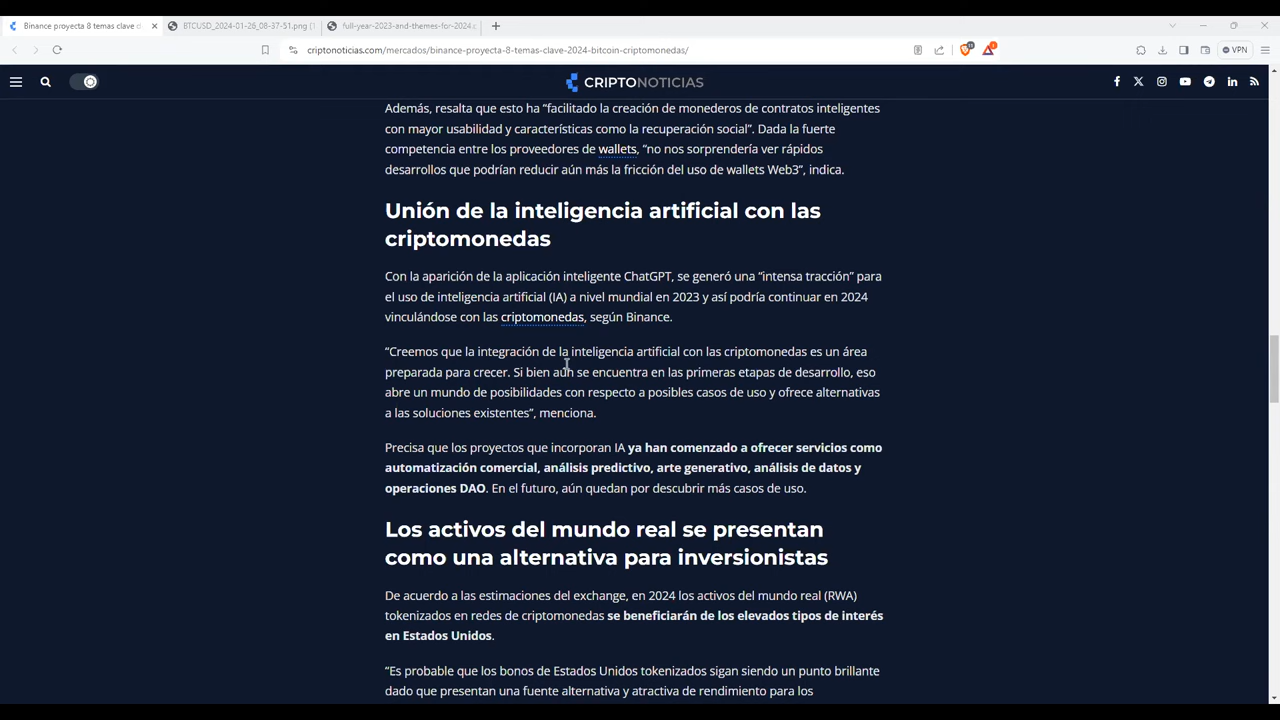 Binance proyecta 8 temas clave d
BTCUSD_2024-01-26_08-37-51.png (1
full-year-2023-and-themes-for-2024.c
criptonoticias.com/mercados/binance-proyecta-8-temas-clave-2024-bitcoin-criptomonedas/
VPN
CRIPTONOTICIAS
Además, resalta que esto ha “facilitado la creación de monederos de contratos inteligentes
con mayor usabilidad y características como la recuperación social”. Dada la fuerte
competencia entre los proveedores de wallets, “no nos sorprendería ver rápidos
desarrollos que podrían reducir aún más la fricción del uso de wallets Web3”, indica.
Unión de la inteligencia artificial con las
criptomonedas
Con la aparición de la aplicación inteligente ChatGPT, se generó una “intensa tracción” para
el uso de inteligencia artificial (IA) a nivel mundial en 2023 y así podría continuar en 2024
vinculándose con las criptomonedas, según Binance.
“Creemos que la integración de la inteligencia artificial con las criptomonedas es un área
preparada para crecer. Si bien aún se encuentra en las primeras etapas de desarrollo, eso
abre un mundo de posibilidades con respecto a posibles casos de uso y ofrece alternativas
a las soluciones existentes”, menciona.
Precisa que los proyectos que incorporan IA ya han comenzado a ofrecer servicios como
automatización comercial, análisis predictivo, arte generativo, análisis de datos y
operaciones DAO. En el futuro, aún quedan por descubrir más casos de uso.
Los activos del mundo real se presentan
como una alternativa para inversionistas
De acuerdo a las estimaciones del exchange, en 2024 los activos del mundo real (RWA)
tokenizados en redes de criptomonedas se beneficiarán de los elevados tipos de interés
en Estados Unidos.
“Es probable que los bonos de Estados Unidos tokenizados sigan siendo un punto brillante
dado que presentan una fuente alternativa y atractiva de rendimiento para los